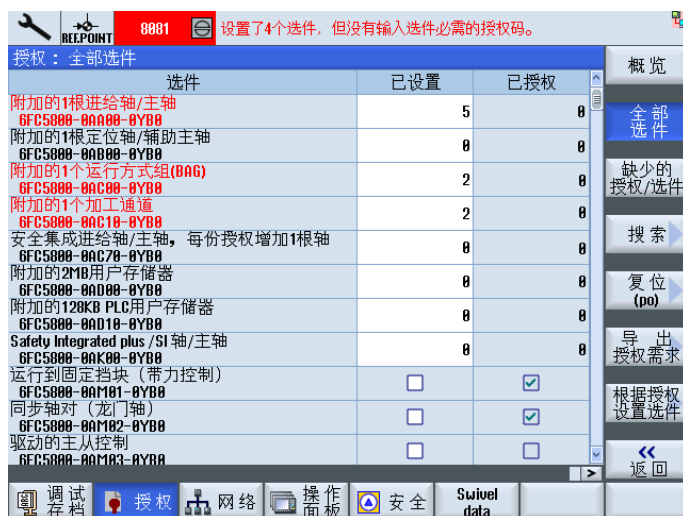 REF.POINT
8081 设置了4个选件，但没有输入选件必需的授权码。
授权：全部选件
选件 已设置 已授权
附加的1根进给轴/主轴
6FC5800-0AA00-0YB0 5 0
附加的1根定位轴/辅助主轴
6FC5800-0AB00-0YB0 0 0
附加的1个运行方式组(BAG)
6FC5800-0AC00-0YB0 2 0
附加的1个加工通道
6FC5800-0AC10-0YB0 2 0
安全集成进给轴/主轴，每份授权增加1根轴
6FC5800-0AC70-0YB0 0 0
附加的2MB用户存储器
6FC5800-0AD00-0YB0 0 0
附加的128KB PLC用户存储器
6FC5800-0AD10-0YB0 0 0
Safety Integrated plus /SI 轴/主轴
6FC5800-0AK00-0YB0 0 0
运行到固定挡块（带力控制）
6FC5800-0AM01-0YB0
同步轴对（龙门轴）
6FC5800-0AM02-0YB0
驱动的主从控制
6FC5800-0AM03-0YB0
概览
全部
选件
缺少的
授权/选件
搜索
复位
(po)
导出
授权需求
根据授权
设置选件
«
返回
调试
存档
授权
网络
操作
面板
安全
Swivel
data